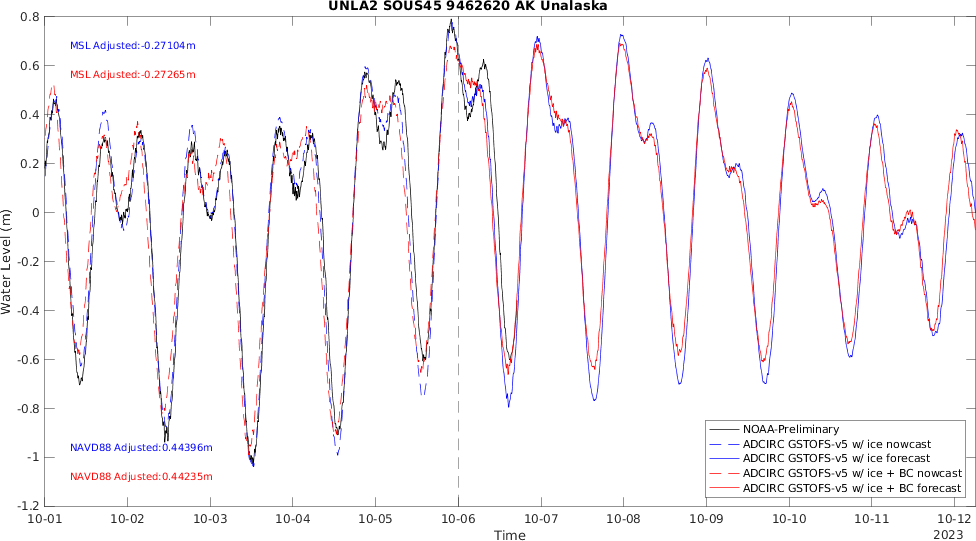 UNLA2 SOUS45 9462620 AK Unalaska
0.8
0.6
0.4
0.2
0
-0.2
-0.4
-0.6
-0.8
-1
-1.2
Water Level (m)
MSL Adjusted:-0.27104m
MSL Adjusted:-0.27265m
NAVD88 Adjusted:0.44396m
NAVD88 Adjusted:0.44235m
NOAA-Preliminary
ADCIRC GSTOFS-v5 w/ ice nowcast
ADCIRC GSTOFS-v5 w/ ice forecast
ADCIRC GSTOFS-v5 w/ ice + BC nowcast
ADCIRC GSTOFS-v5 w/ ice + BC forecast
10-01 10-02 10-03 10-04 10-05 10-06 10-07 10-08 10-09 10-10 10-11 10-12
2023
Time